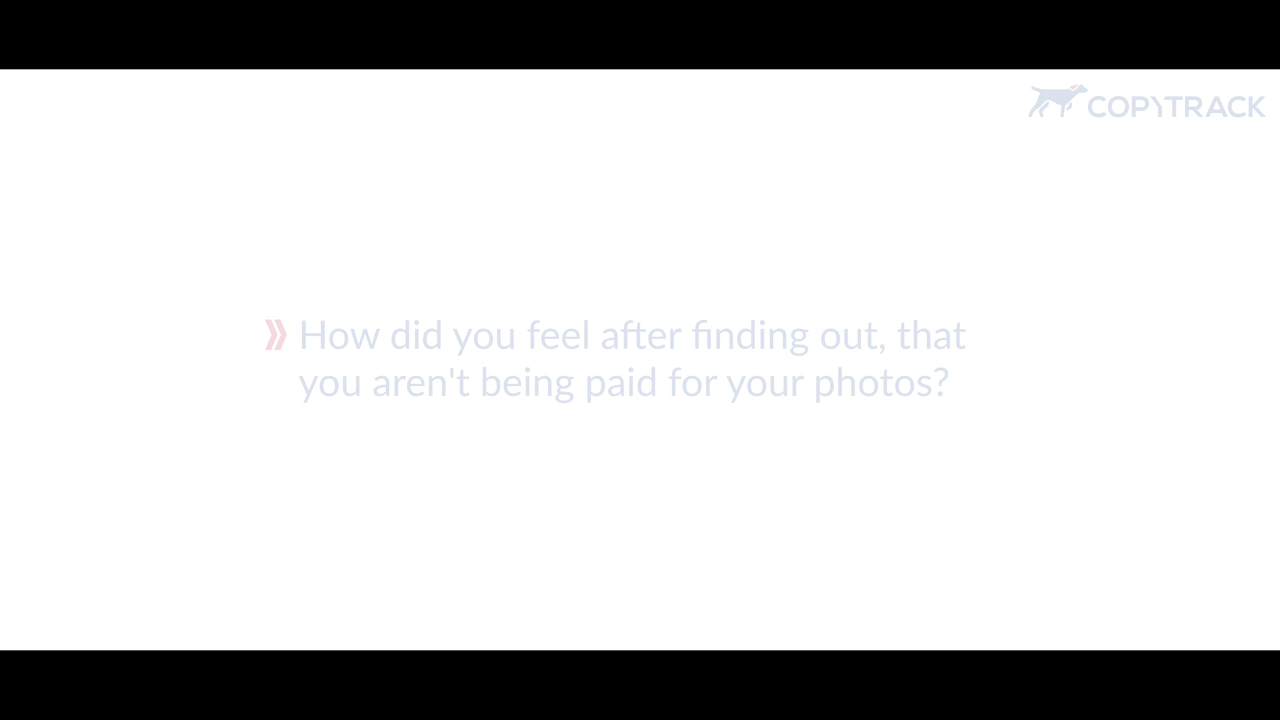 COPYTRACK
» How did you feel after finding out, that
you aren't being paid for your photos?